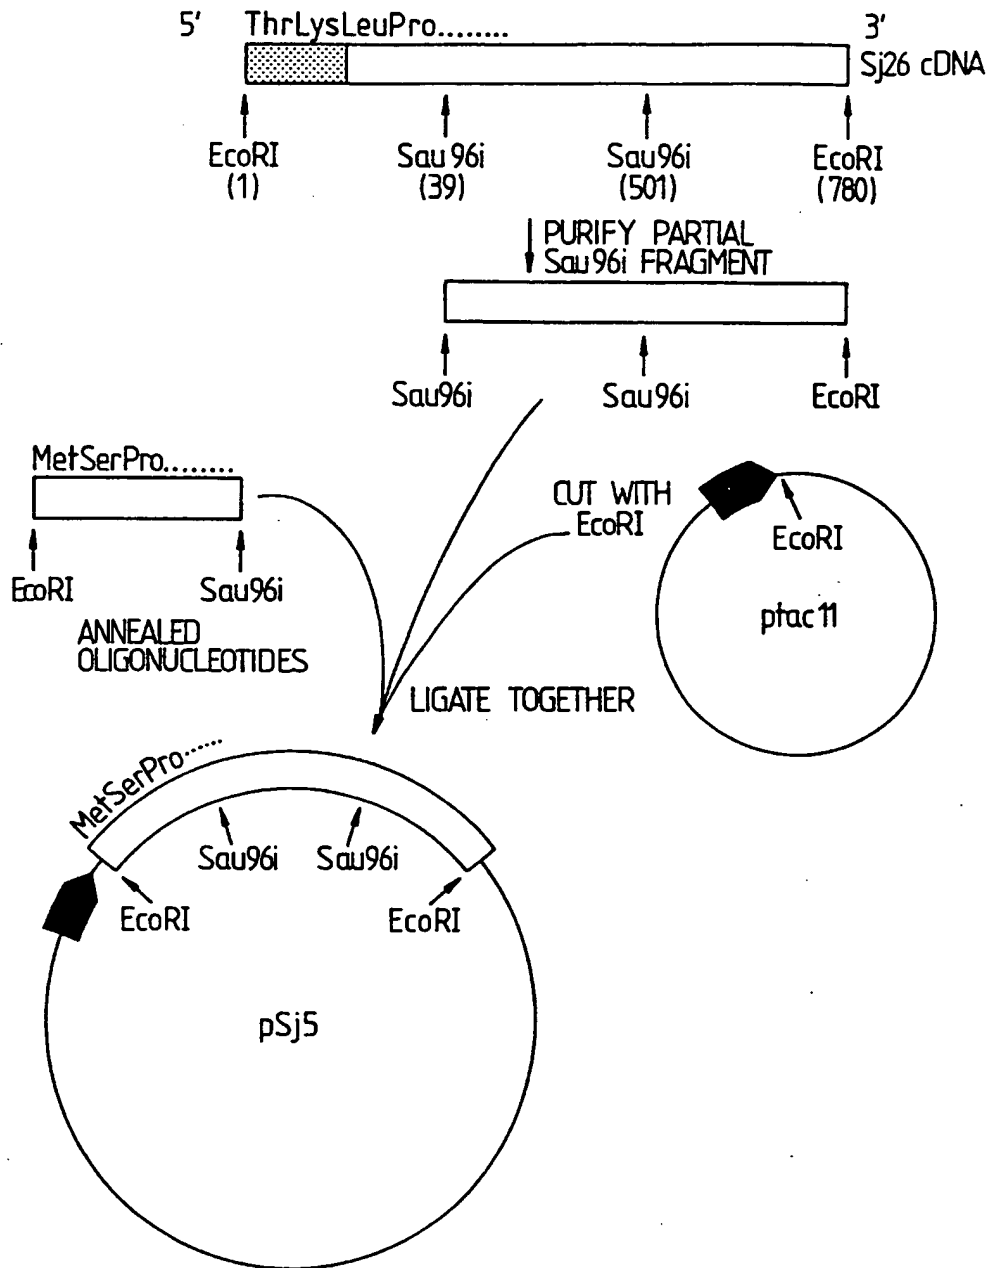 5' ThrLysLeuPro........ 3'
Sj26 cDNA
EcoRI Sau96i Sau96i EcoRI
(1) (39) (501) (780)
PURIFY PARTIAL
Sau96i FRAGMENT
Sau96i Sau96i EcoRI
MetSerPro........
EcoRI Sau96i
ANNEALED
OLIGONUCLEOTIDES
CUT WITH
EcoRI
EcoRI
ptac11
LIGATE TOGETHER
MetSerPro......
Sau96i Sau96i
EcoRI EcoRI
pSj5